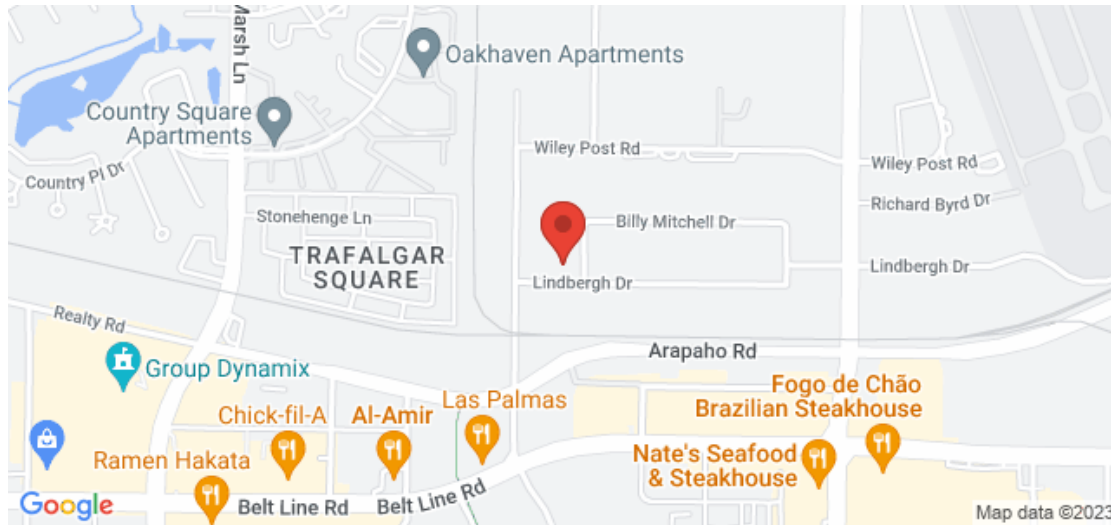 Marsh Ln
Oakhaven Apartments
Country Square
Apartments
Wiley Post Rd
Wiley Post Rd
Country Pl Dr
Richard Byrd Dr
Stonehenge Ln
Billy Mitchell Dr
TRAFALGAR
SQUARE
Lindbergh Dr
Lindbergh Dr
Realty Rd
Arapaho Rd
Group Dynamix
Fogo de Chão
Brazilian Steakhouse
Las Palmas
Chick-fil-A
Al-Amir
Ramen Hakata
Nate's Seafood
& Steakhouse
Belt Line Rd
Belt Line Rd
Google
Map data ©2023